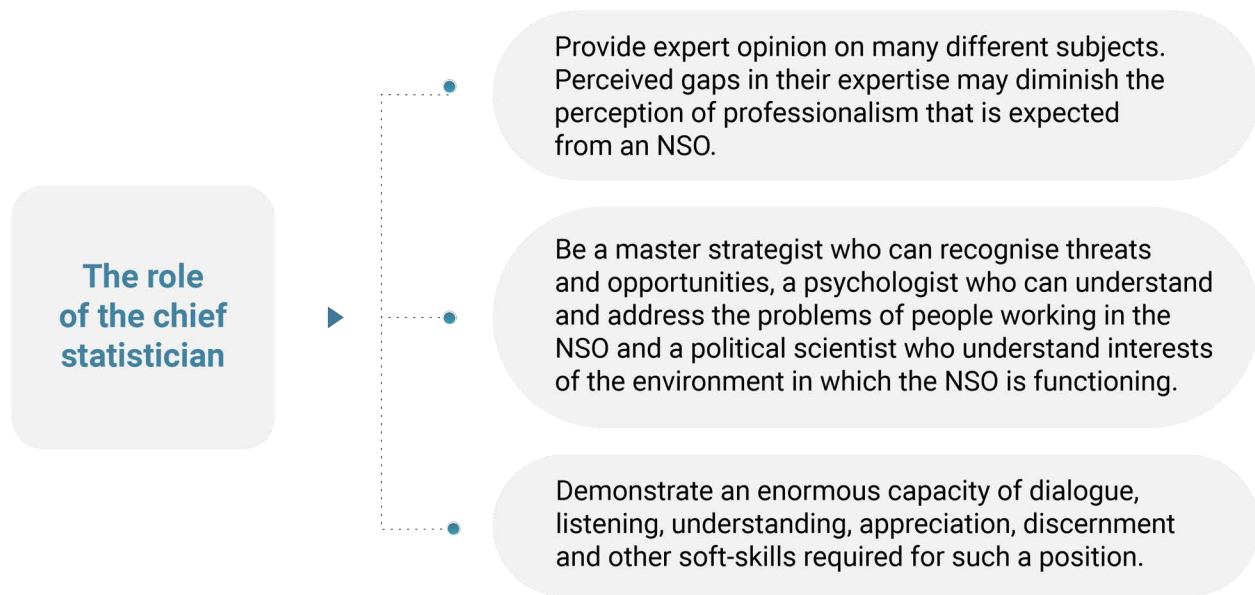 The role
of the chief
statistician
Provide expert opinion on many different subjects.
Perceived gaps in their expertise may diminish the
perception of professionalism that is expected
from an NSO.
Be a master strategist who can recognise threats
and opportunities, a psychologist who can understand
and address the problems of people working in the
NSO and a political scientist who understand interests
of the environment in which the NSO is functioning.
Demonstrate an enormous capacity of dialogue,
listening, understanding, appreciation, discernment
and other soft-skills required for such a position.